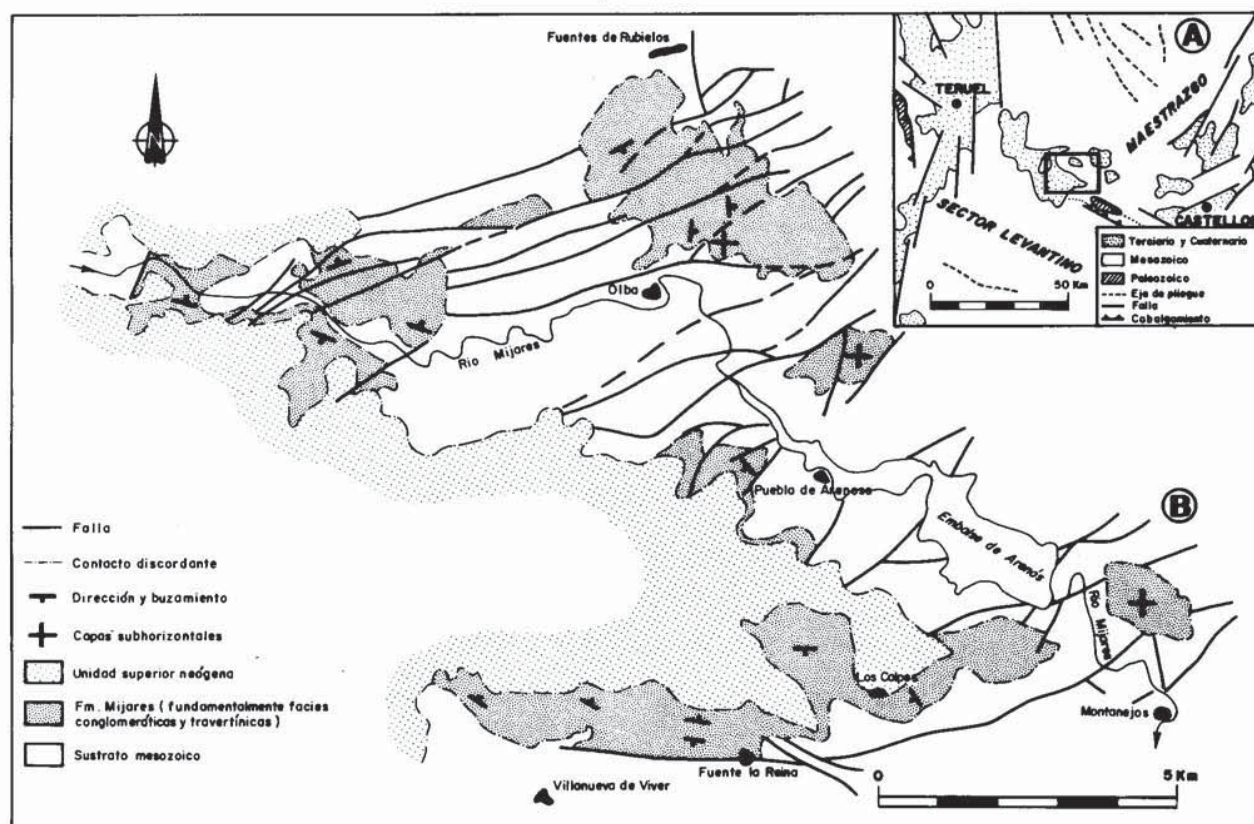 Fuentes de Rubielos
N
Olba
Río Mijares
Puebla de Arenoso
Embalse de Arenós
Río Mijares
Los Calpes
Montanejos
Fuente la Reina
Villanueva de Viver
B
0 5 Km
Falla
Contacto discordante
Dirección y buzamiento
Capas subhorizontales
Unidad superior neógena
Fm. Mijares ( fundamentalmente facies
conglomeráticas y travertínicas )
Sustrato mesozoico
A
TERUEL
MAESTRAZGO
SECTOR LEVANTINO
CASTELLON
0 50 Km
Terciario y Cuaternario
Mesozoico
Paleozoico
Eje de pliegue
Falla
Cabalgamiento